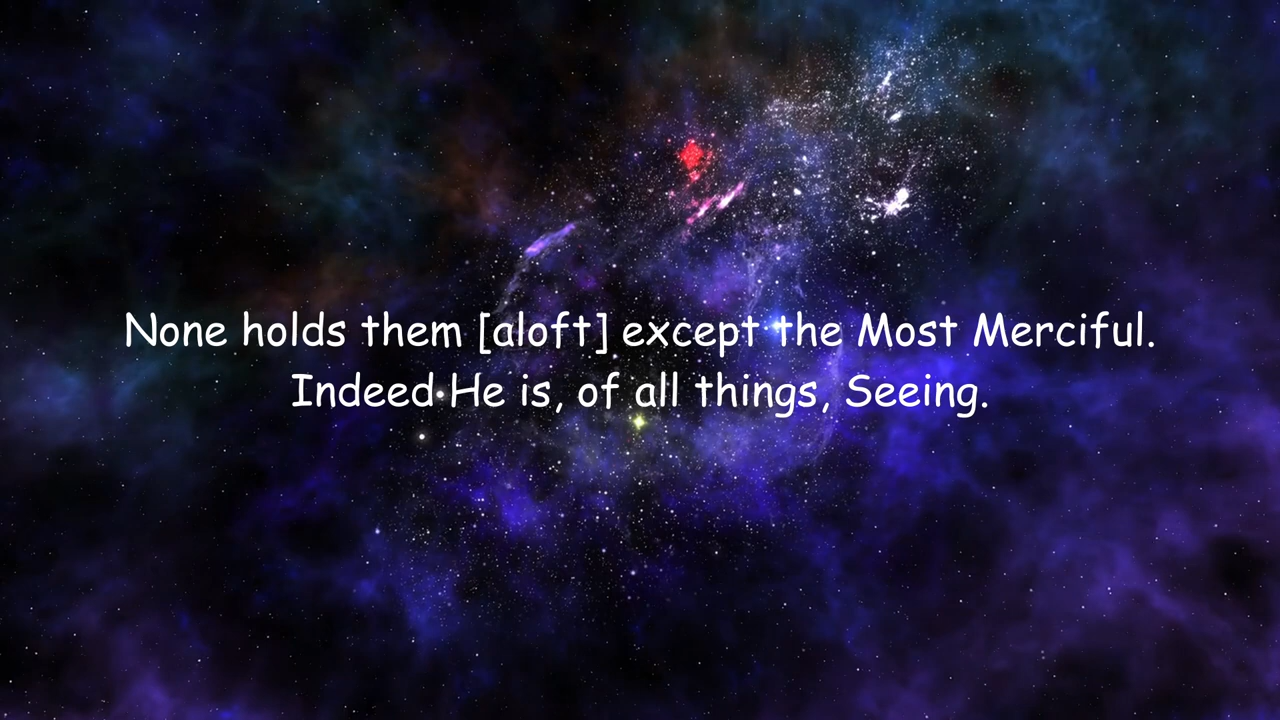 None holds them [aloft] except the Most Merciful.
Indeed He is, of all things, Seeing.